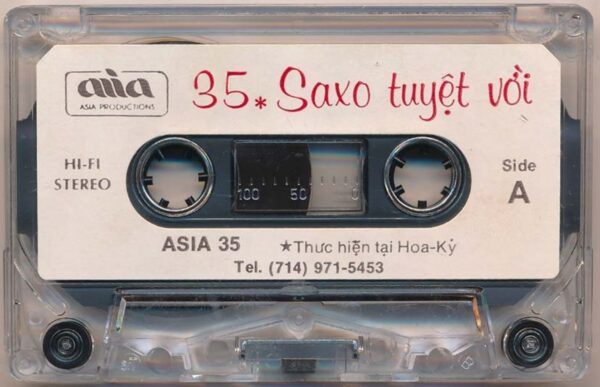 asia
ASIA PRODUCTIONS
35*Saxo tuyệt vời
HI-FI
STEREO
100 50 0
Side
A
ASIA 35 ★Thưc hiện tại Hoa-Kỳ
Tel. (714) 971-5453